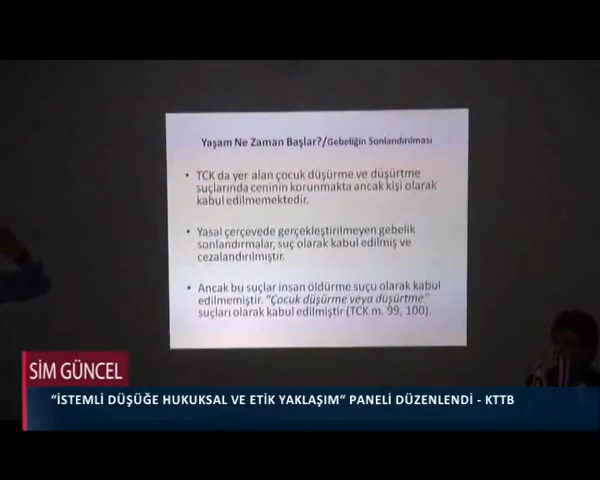 Yaşam Ne Zaman Başlar?/Gebeliğin Sonlandırılması
• TCK da yer alan çocuk düşürme ve düşürtme
suçlarında ceninin korunmakta ancak kişi olarak
kabul edilmemektedir.
• Yasal çerçevede gerçekleştirilmeyen gebelik
sonlandırmalar, suç olarak kabul edilmiş ve
cezalandırılmıştır.
• Ancak bu suçlar insan öldürme suçu olarak kabul
edilmemiştir. "Çocuk düşürme veya düşürtme"
suçları olarak kabul edilmiştir (TCK m. 99, 100).
SİM GÜNCEL
“İSTEMLİ DÜŞÜĞE HUKUKSAL VE ETİK YAKLAŞIM“ PANELİ DÜZENLENDİ - KTTB